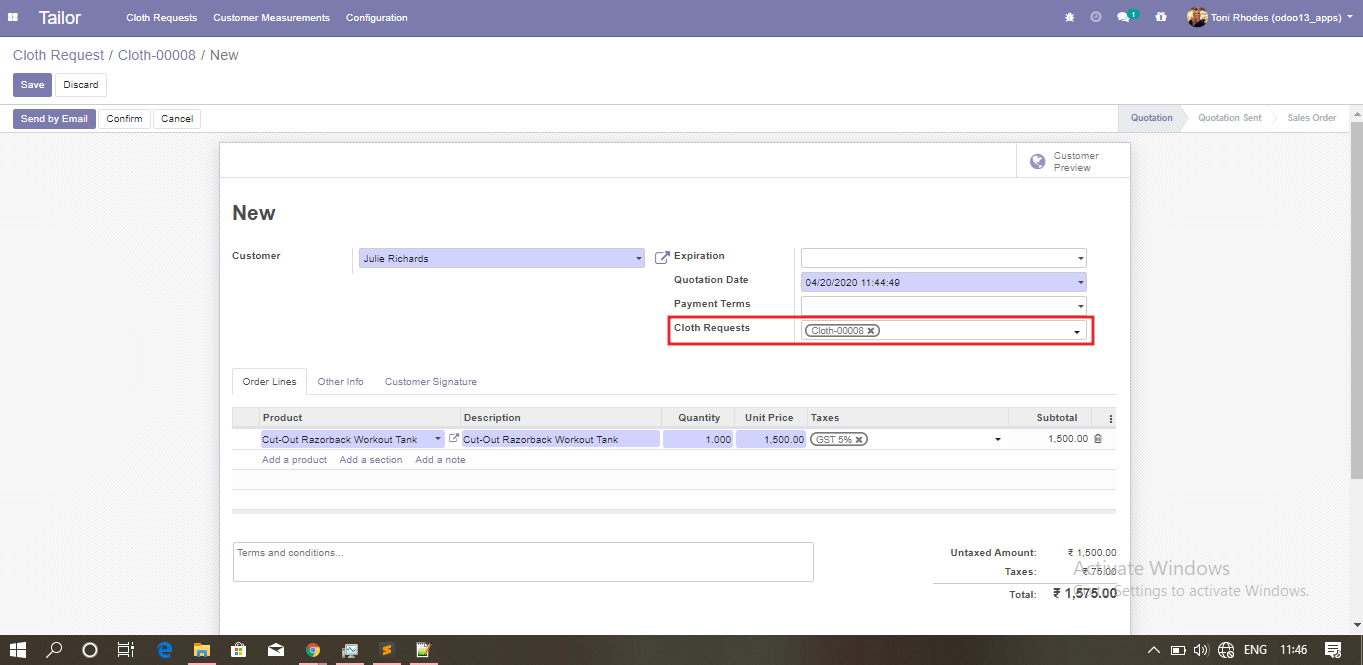 Tailor Cloth Requests Customer Measurements Configuration 1 Toni Rhodes (odoo13_apps)
Cloth Request / Cloth-00008 / New
Save Discard
Send by Email Confirm Cancel Quotation Quotation Sent Sales Order
Customer
Preview
New
Customer Julie Richards Expiration
Quotation Date 04/20/2020 11:44:49
Payment Terms
Cloth Requests Cloth-00008
Order Lines Other Info Customer Signature
Product Description Quantity Unit Price Taxes Subtotal
Cut-Out Razorback Workout Tank Cut-Out Razorback Workout Tank 1.000 1,500.00 GST 5% 1,500.00
Add a product Add a section Add a note
Terms and conditions...
Untaxed Amount: ₹ 1,500.00
Taxes: ₹ 75.00
Total: ₹ 1,575.00
Activate Windows
Go to Settings to activate Windows.
ENG 11:46